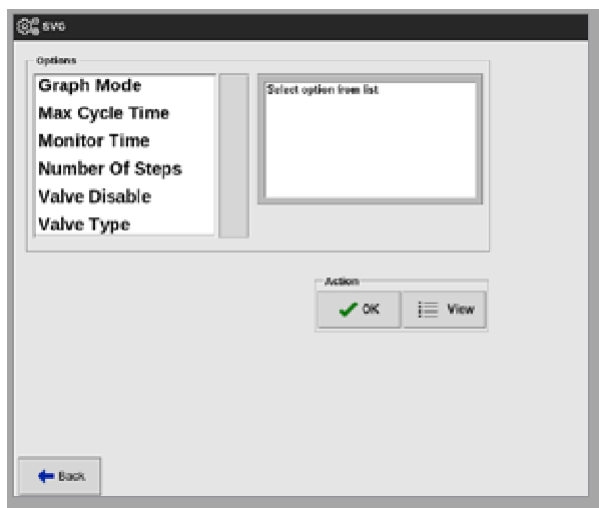 SVG
Options
Graph Mode
Max Cycle Time
Monitor Time
Number Of Steps
Valve Disable
Valve Type
Select option from list
Action
OK
View
Back